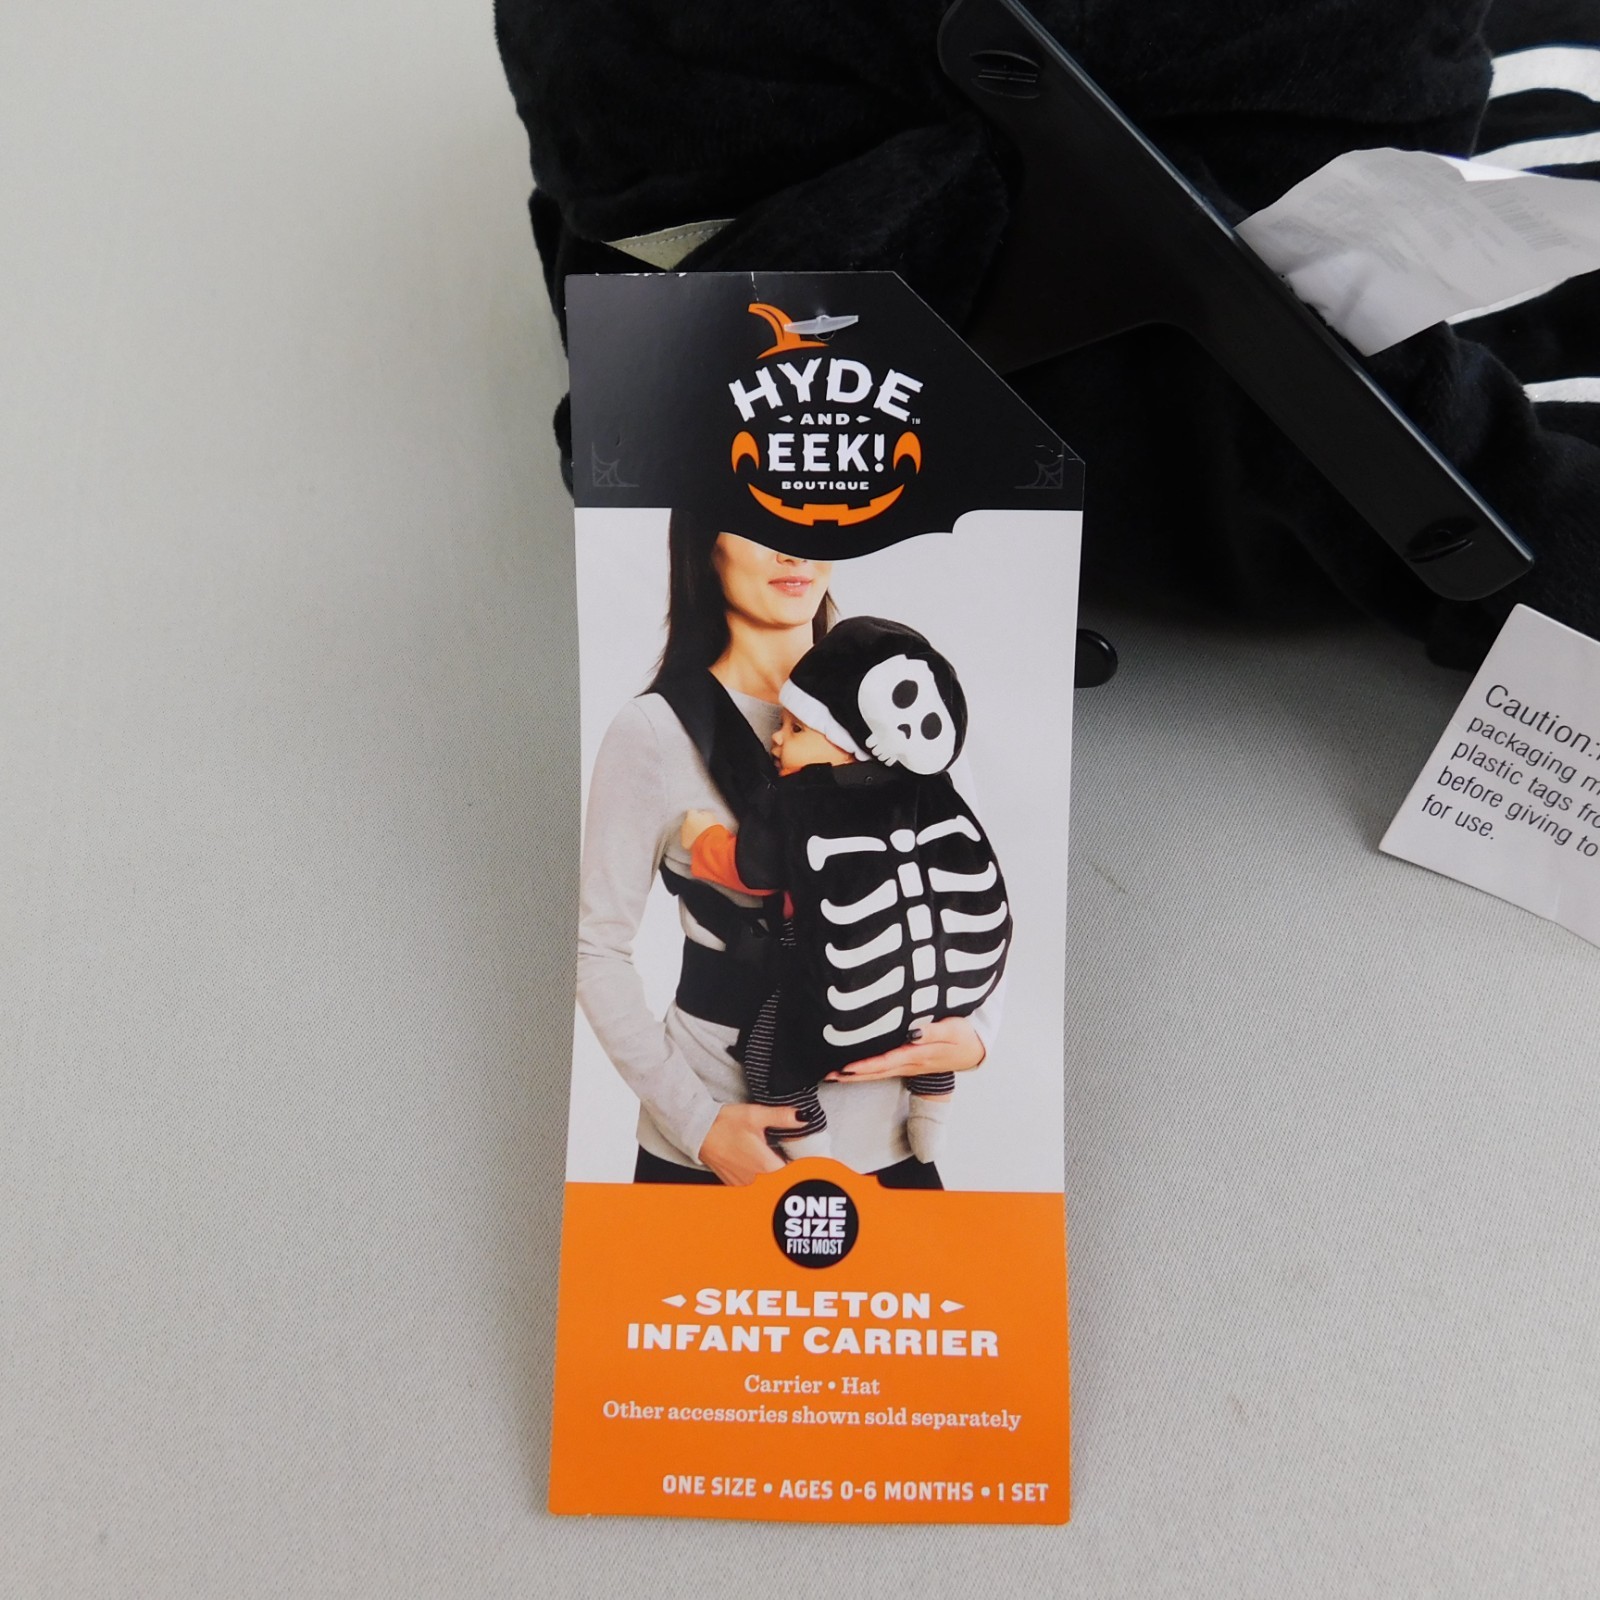 HYDE
AND
EEK!
BOUTIQUE
TM
ONE
SIZE
FITS MOST
SKELETON
INFANT CARRIER
Carrier • Hat
Other accessories shown sold separately
ONE SIZE • AGES 0-6 MONTHS • 1 SET
Caution:
packaging
plastic tags
before giving to
for use.